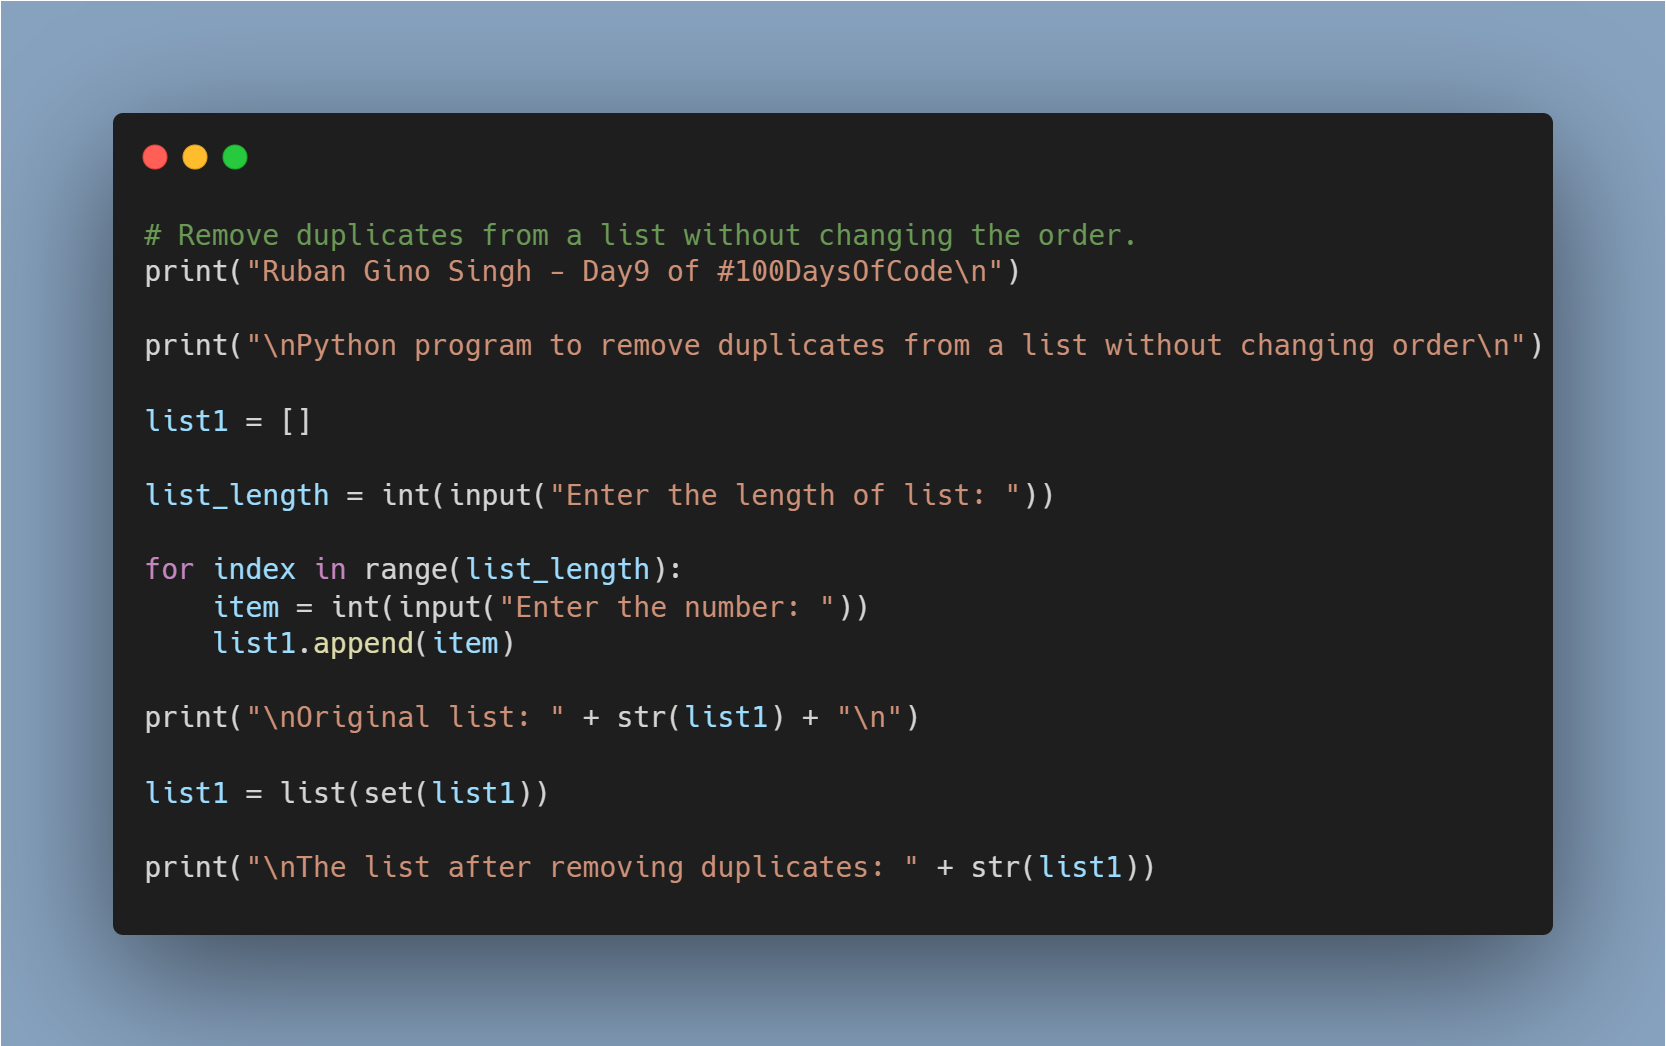 # Remove duplicates from a list without changing the order.
print("Ruban Gino Singh - Day9 of #100DaysOfCode\n")
print("\nPython program to remove duplicates from a list without changing order\n")
list1 = []
list_length = int(input("Enter the length of list: "))
for index in range(list_length):
    item = int(input("Enter the number: "))
    list1.append(item)
print("\nOriginal list: " + str(list1) + "\n")
list1 = list(set(list1))
print("\nThe list after removing duplicates: " + str(list1))